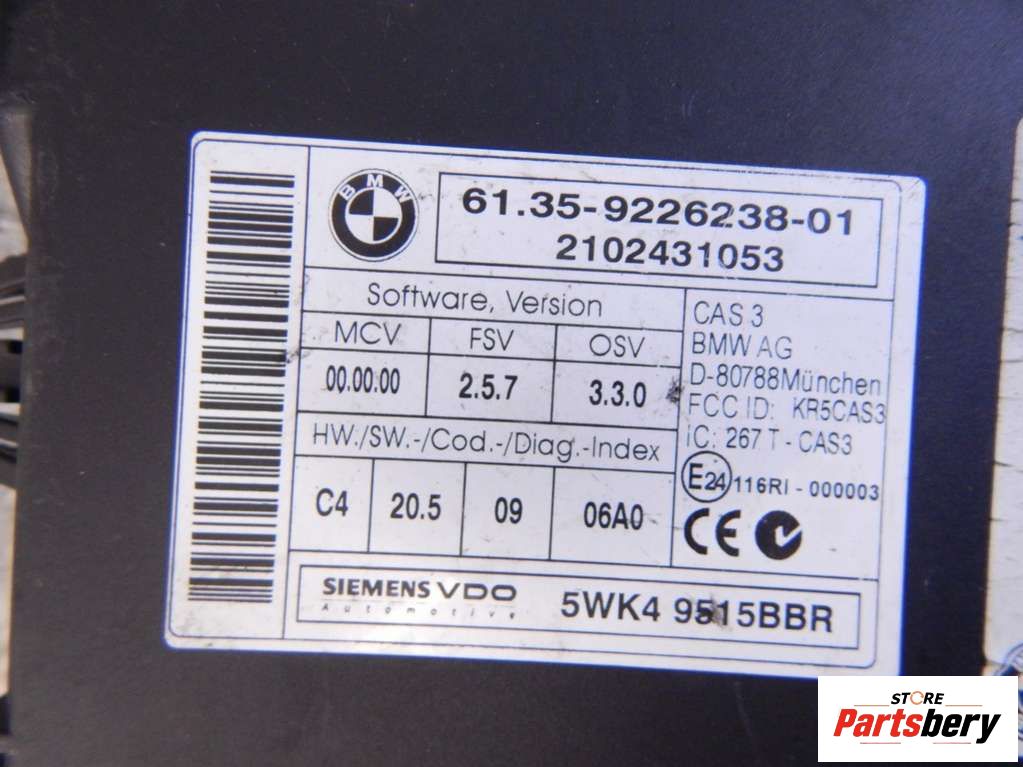 BMW
61.35-9226238-01
2102431053
Software, Version
MCV FSV OSV
00.00.00 2.5.7 3.3.0
HW./SW.-/Cod.-/Diag.-Index
C4 20.5 09 06A0
CAS 3
BMW AG
D-80788München
FCC ID: KR5CAS3
IC: 267 T - CAS3
E24 116RI - 000003
CE
SIEMENS VDO
Automotive
5WK4 9515BBR
STORE
Partsbery